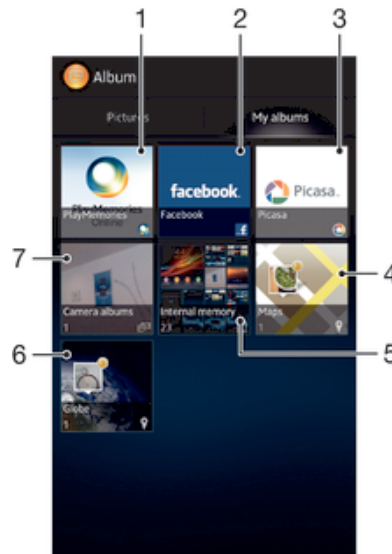 1 2 3
Album
Pictures My albums
facebook.
Picasa.
PlayMemories
Online
Facebook
Picasa
7
4
Camera albums
1
Internal memory
23
Maps
1
6
5
Globe
1